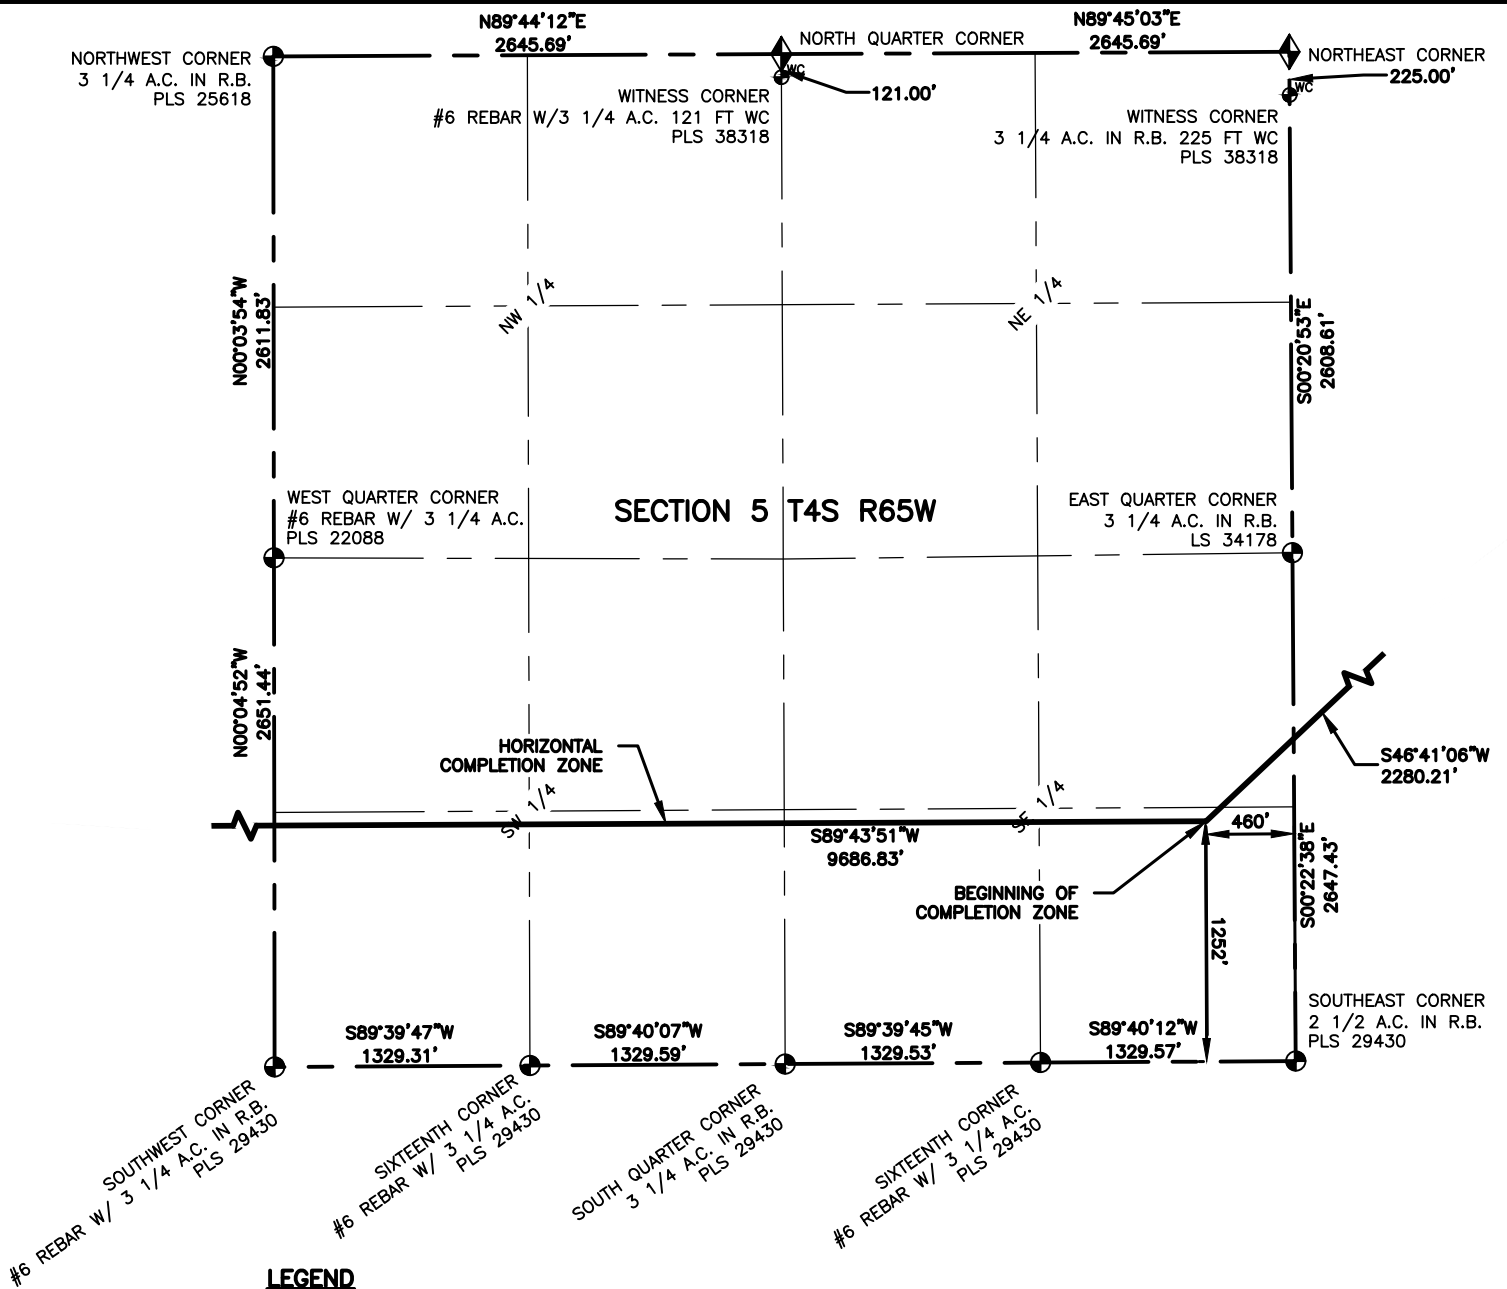 N89°44'12"E
2645.69'
N89°45'03"E
2645.69'
NORTHWEST CORNER
3 1/4 A.C. IN R.B.
PLS 25618
NORTH QUARTER CORNER
WC
121.00'
WITNESS CORNER
#6 REBAR W/3 1/4 A.C. 121 FT WC
PLS 38318
NORTHEAST CORNER
225.00'
WC
WITNESS CORNER
3 1/4 A.C. IN R.B. 225 FT WC
PLS 38318
N00°03'54"W
2611.83'
NW 1/4
NE 1/4
S00°20'53"E
2608.61'
WEST QUARTER CORNER
#6 REBAR W/ 3 1/4 A.C.
PLS 22088
SECTION 5 T4S R65W
EAST QUARTER CORNER
3 1/4 A.C. IN R.B.
LS 34178
N00°04'52"W
2651.44'
HORIZONTAL
COMPLETION ZONE
S46°41'06"W
2280.21'
SW 1/4
SE 1/4
S89°43'51"W
9686.83'
460'
BEGINNING OF
COMPLETION ZONE
1252'
S00°22'38"E
2647.43'
SOUTHEAST CORNER
2 1/2 A.C. IN R.B.
PLS 29430
S89°39'47"W
1329.31'
S89°40'07"W
1329.59'
S89°39'45"W
1329.53'
S89°40'12"W
1329.57'
SOUTHWEST CORNER
#6 REBAR W/ 3 1/4 A.C. IN R.B.
PLS 29430
SIXTEENTH CORNER
#6 REBAR W/ 3 1/4 A.C.
PLS 29430
SOUTH QUARTER CORNER
3 1/4 A.C. IN R.B.
PLS 29430
SIXTEENTH CORNER
#6 REBAR W/ 3 1/4 A.C.
PLS 29430
LEGEND